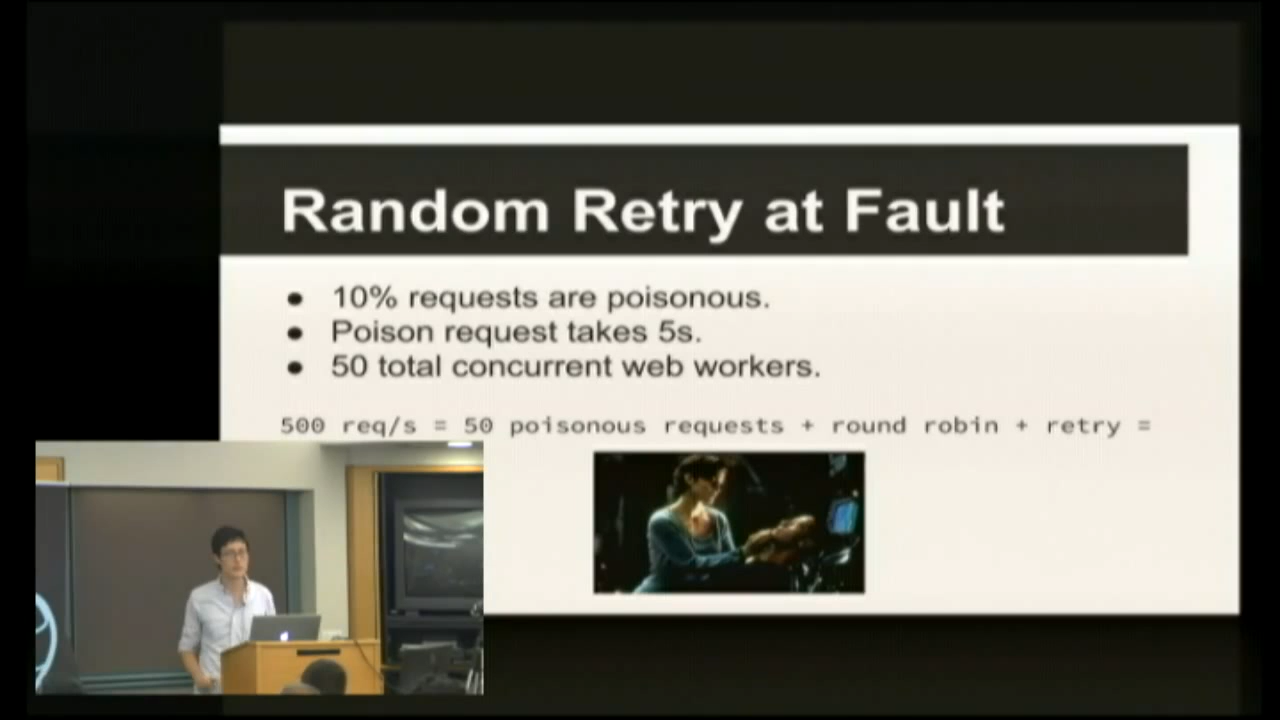 Random Retry at Fault
● 10% requests are poisonous.
● Poison request takes 5s.
● 50 total concurrent web workers.
500 req/s = 50 poisonous requests + round robin + retry =